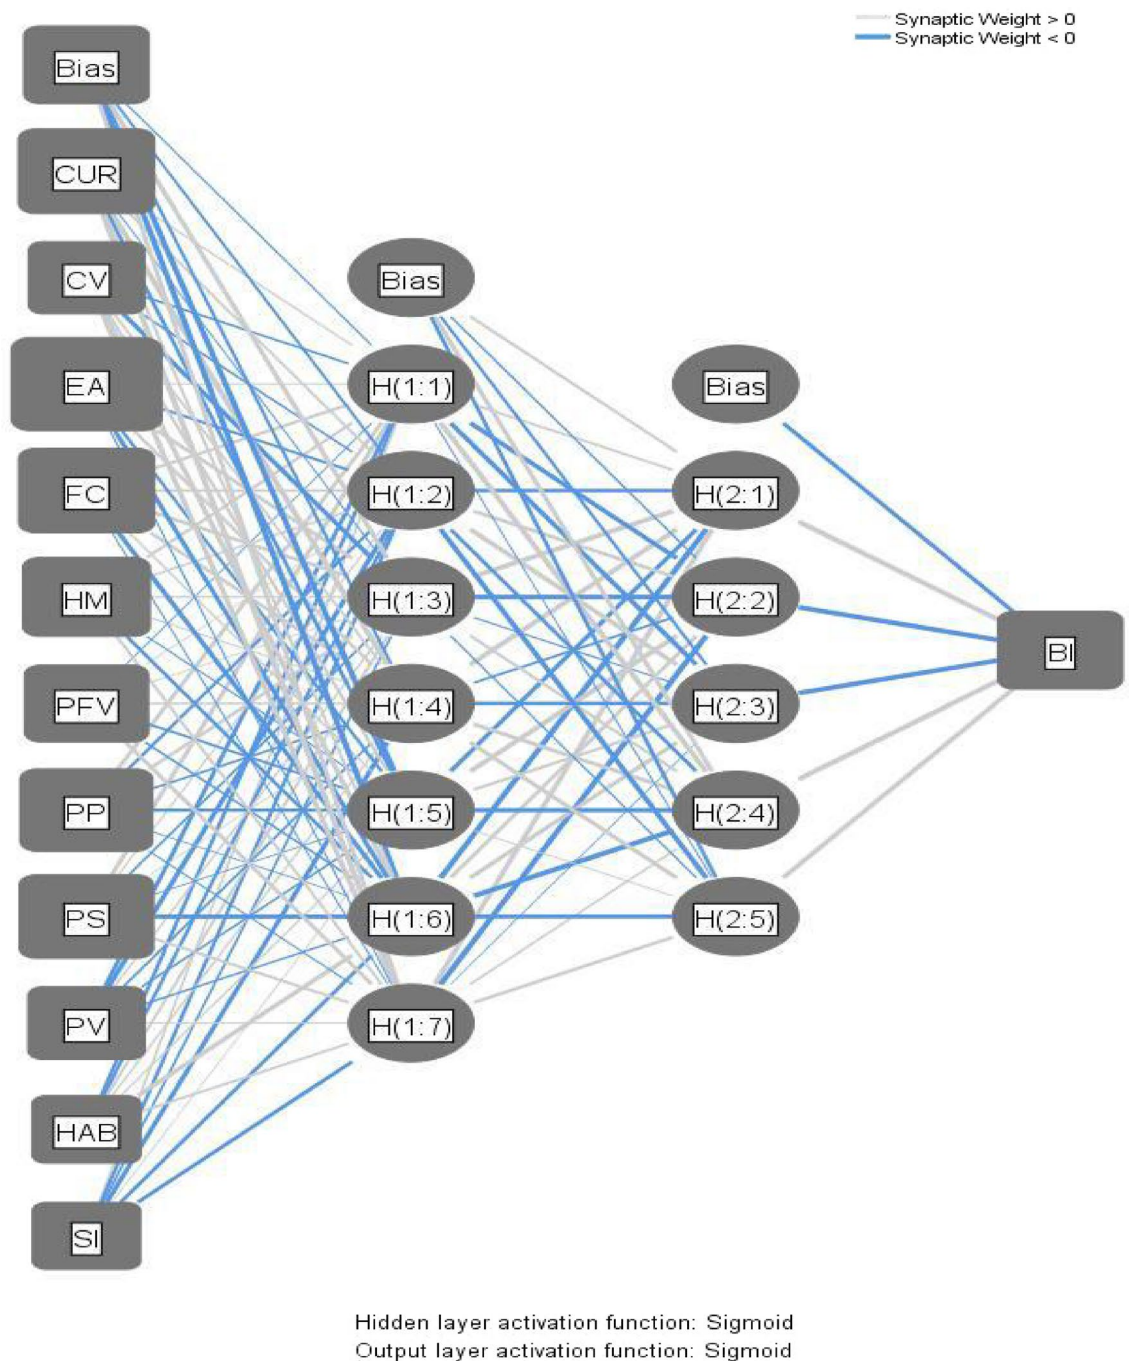 Synaptic Weight > 0
Synaptic Weight < 0
Bias
CUR
CV
EA
FC
HM
PFV
PP
PS
PV
HAB
SI
Bias
H(1:1)
H(1:2)
H(1:3)
H(1:4)
H(1:5)
H(1:6)
H(1:7)
Bias
H(2:1)
H(2:2)
H(2:3)
H(2:4)
H(2:5)
BI
Hidden layer activation function: Sigmoid
Output layer activation function: Sigmoid